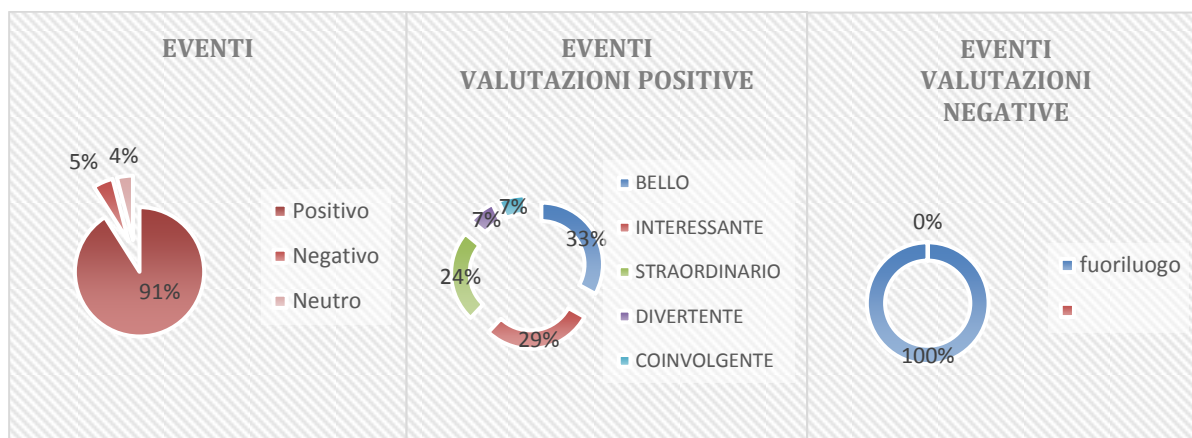 EVENTI
5%
4%
91%
Positivo
Negativo
Neutro
EVENTI
VALUTAZIONI POSITIVE
7%
7%
33%
24%
29%
BELLO
INTERESSANTE
STRAORDINARIO
DIVERTENTE
COINVOLGENTE
EVENTI
VALUTAZIONI
NEGATIVE
0%
100%
fuoriluogo